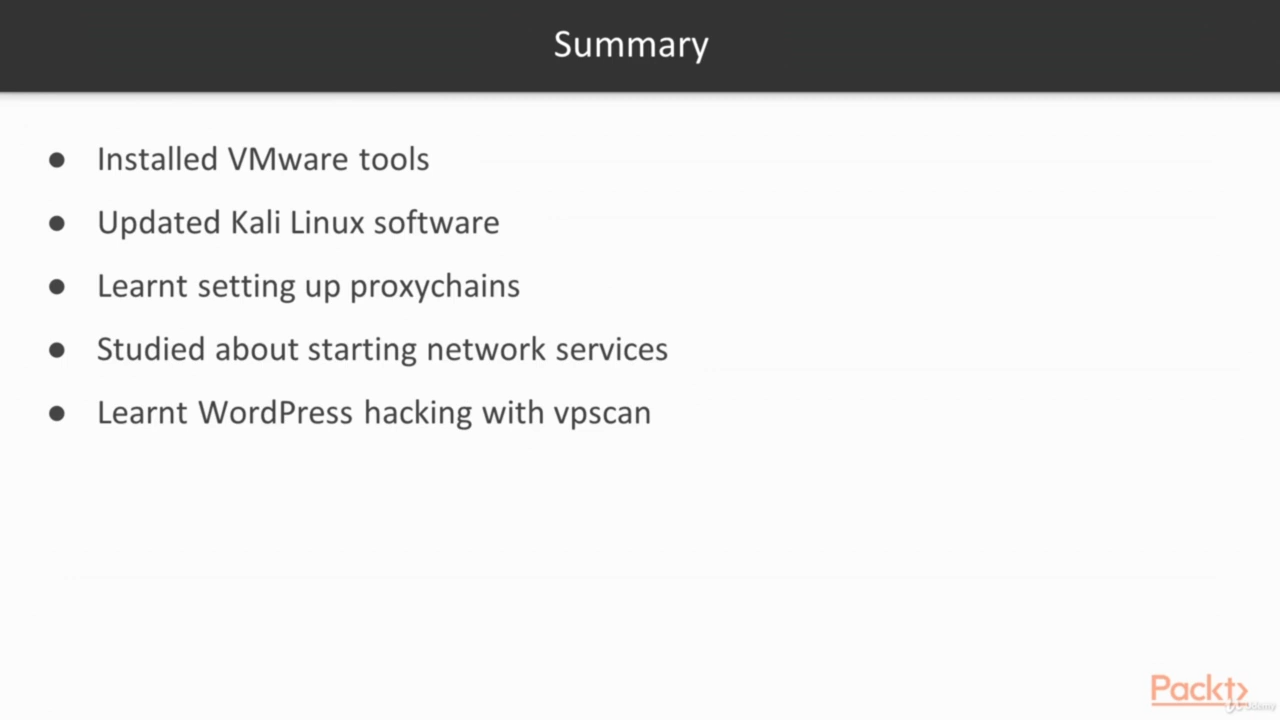 Summary
● Installed VMware tools
● Updated Kali Linux software
● Learnt setting up proxychains
● Studied about starting network services
● Learnt WordPress hacking with vpscan
Packt>
Udemy